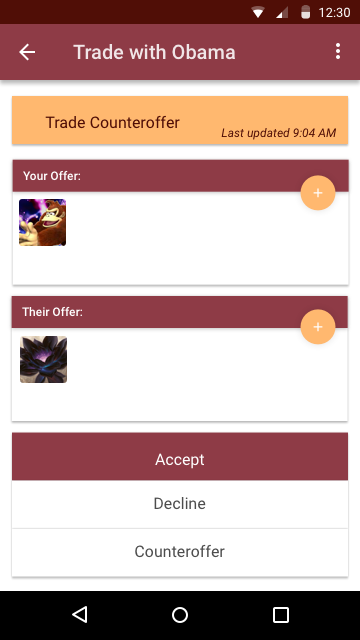 12:30
Trade with Obama
Trade Counteroffer
Last updated 9:04 AM
Your Offer:
+
Their Offer:
+
Accept
Decline
Counteroffer